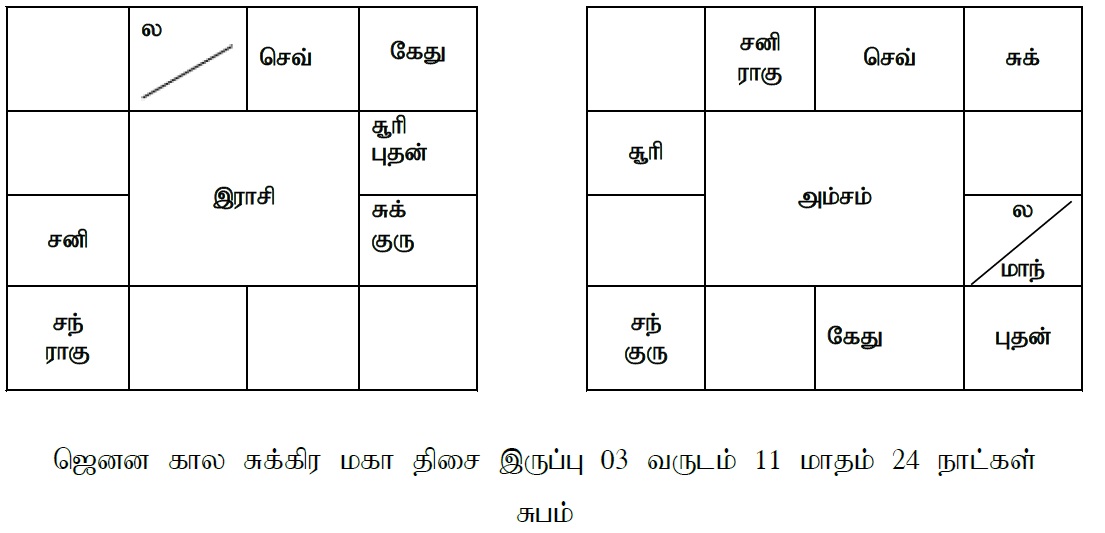 ல
செவ்
கேது
சூரி
புதன்
இராசி
சனி
சுக்
குரு
சந்
ராகு
சனி
ராகு
செவ்
சுக்
சூரி
அம்சம்
ல
மாந்
சந்
குரு
கேது
புதன்
ஜெனன கால சுக்கிர மகா திசை இருப்பு 03 வருடம் 11 மாதம் 24 நாட்கள்
சுபம்